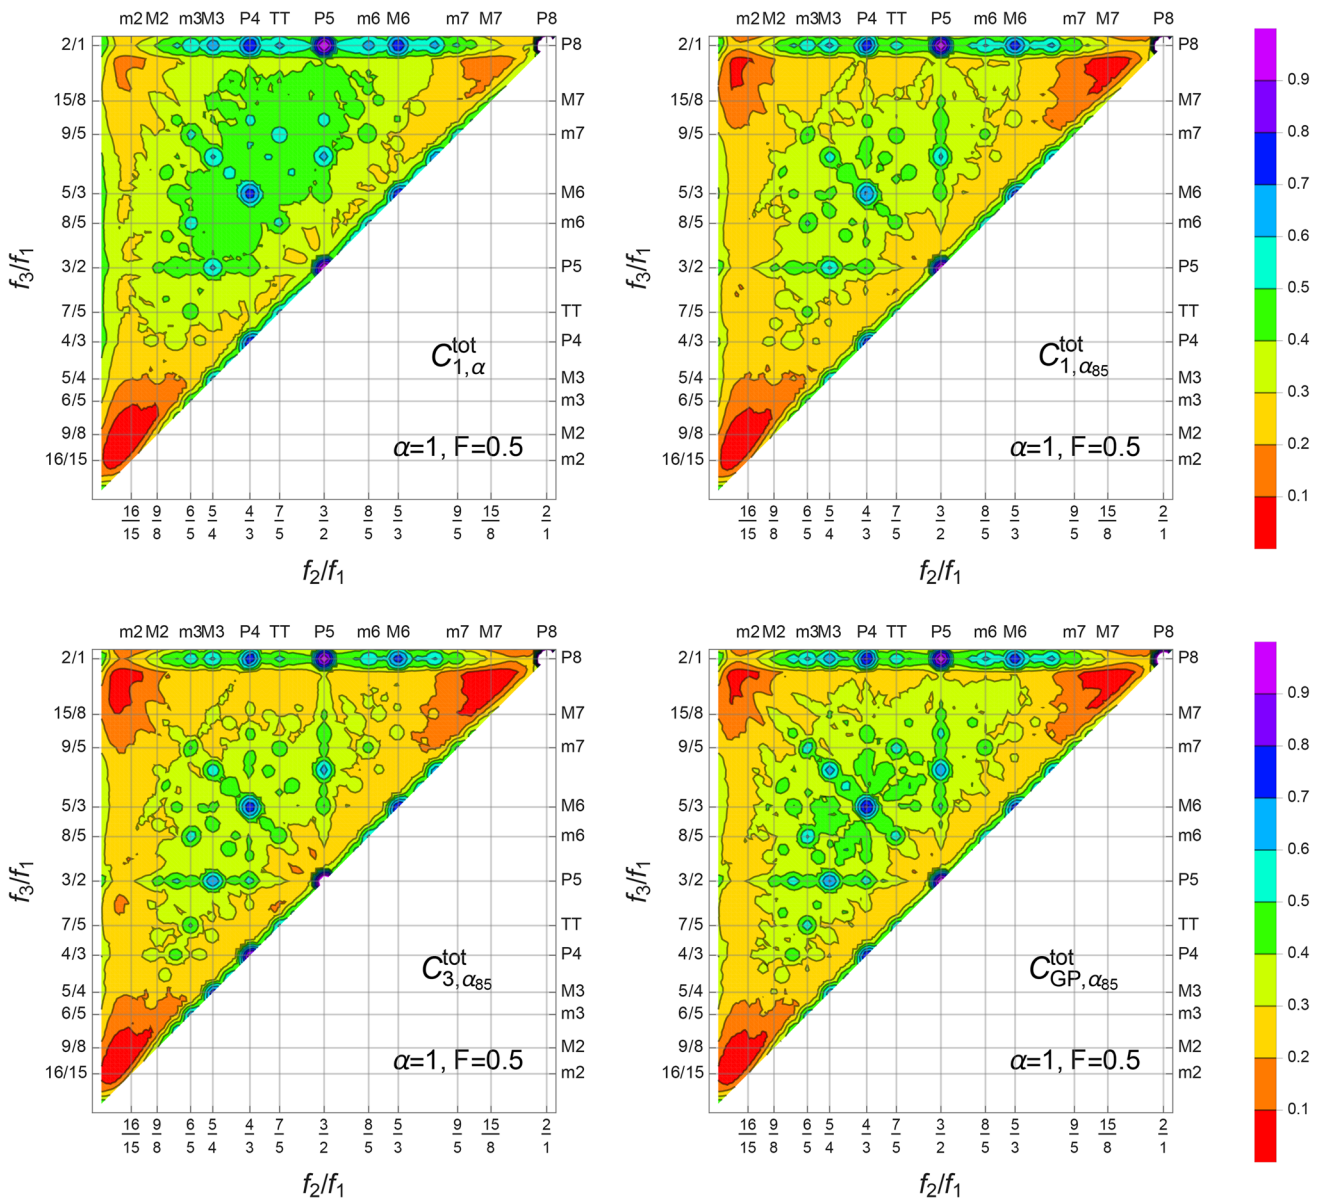 m2 M2 m3 M3 P4 TT P5 m6 M6 m7 M7 P8
2/1 P8
15/8 M7
9/5 m7
5/3 M6
8/5 m6
3/2 P5
7/5 TT
4/3 P4
5/4 M3
6/5 m3
9/8 M2
16/15 m2
f3/f1
C1,α tot
α=1, F=0.5
16/15 9/8 6/5 5/4 4/3 7/5 3/2 8/5 5/3 9/5 15/8 2/1
f2/f1
m2 M2 m3 M3 P4 TT P5 m6 M6 m7 M7 P8
2/1 P8
15/8 M7
9/5 m7
5/3 M6
8/5 m6
3/2 P5
7/5 TT
4/3 P4
5/4 M3
6/5 m3
9/8 M2
16/15 m2
f3/f1
C1,α85 tot
α=1, F=0.5
16/15 9/8 6/5 5/4 4/3 7/5 3/2 8/5 5/3 9/5 15/8 2/1
f2/f1
0.9
0.8
0.7
0.6
0.5
0.4
0.3
0.2
0.1
m2 M2 m3 M3 P4 TT P5 m6 M6 m7 M7 P8
2/1 P8
15/8 M7
9/5 m7
5/3 M6
8/5 m6
3/2 P5
7/5 TT
4/3 P4
5/4 M3
6/5 m3
9/8 M2
16/15 m2
f3/f1
C3,α85 tot
α=1, F=0.5
16/15 9/8 6/5 5/4 4/3 7/5 3/2 8/5 5/3 9/5 15/8 2/1
f2/f1
m2 M2 m3 M3 P4 TT P5 m6 M6 m7 M7 P8
2/1 P8
15/8 M7
9/5 m7
5/3 M6
8/5 m6
3/2 P5
7/5 TT
4/3 P4
5/4 M3
6/5 m3
9/8 M2
16/15 m2
f3/f1
CGP,α85 tot
α=1, F=0.5
16/15 9/8 6/5 5/4 4/3 7/5 3/2 8/5 5/3 9/5 15/8 2/1
f2/f1
0.9
0.8
0.7
0.6
0.5
0.4
0.3
0.2
0.1